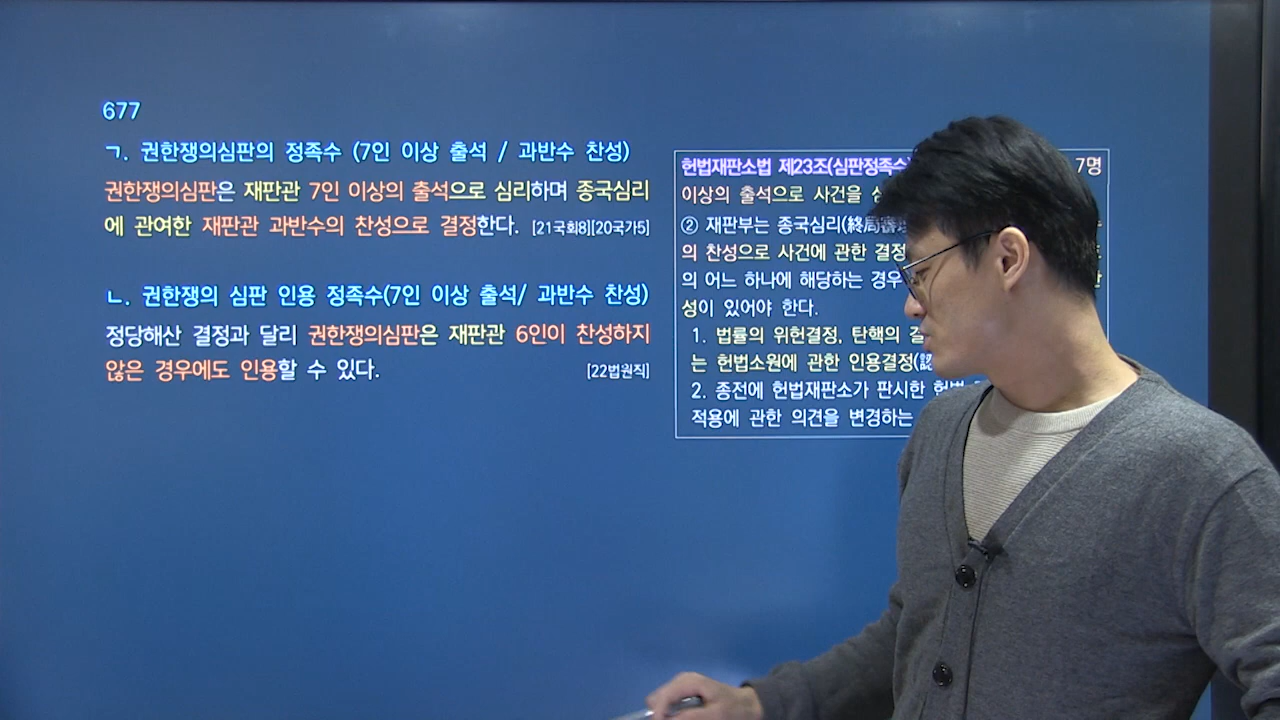 677
ㄱ. 권한쟁의심판의 정족수 (7인 이상 출석 / 과반수 찬성)
권한쟁의심판은 재판관 7인 이상의 출석으로 심리하며 종국심리
에 관여한 재판관 과반수의 찬성으로 결정한다. [21국회8][20국가5]
ㄴ. 권한쟁의 심판 인용 정족수(7인 이상 출석/ 과반수 찬성)
정당해산 결정과 달리 권한쟁의심판은 재판관 6인이 찬성하지
않은 경우에도 인용할 수 있다. [22법원직]
헌법재판소법 제23조(심판정족수) 7명
이상의 출석으로 사건을
② 재판부는 종국심리(終局審理
의 찬성으로 사건에 관한 결정
의 어느 하나에 해당하는 경우
성이 있어야 한다.
1. 법률의 위헌결정, 탄핵의
는 헌법소원에 관한 인용결정(認
2. 종전에 헌법재판소가 판시한 헌법
적용에 관한 의견을 변경하는